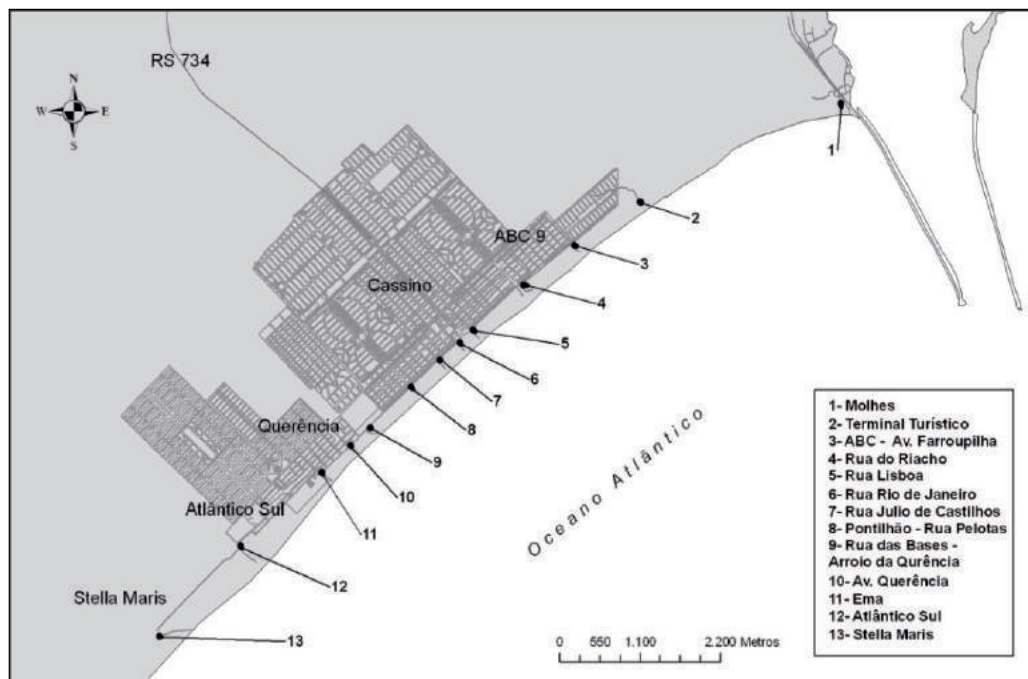 RS 734
N
W E
S
1
2
ABC 9
3
Cassino
4
5
6
7
8
Querência
9
10
Atlântico Sul
11
12
Stella Maris
13
Oceano Atlântico
0 550 1.100 2.200 Metros
1- Molhes
2- Terminal Turístico
3- ABC - Av. Farroupilha
4- Rua do Riacho
5- Rua Lisboa
6- Rua Rio de Janeiro
7- Rua Julio de Castilhos
8- Pontilhão - Rua Pelotas
9- Rua das Bases -
Arroio da Qurência
10- Av. Querência
11- Ema
12- Atlântico Sul
13- Stella Maris